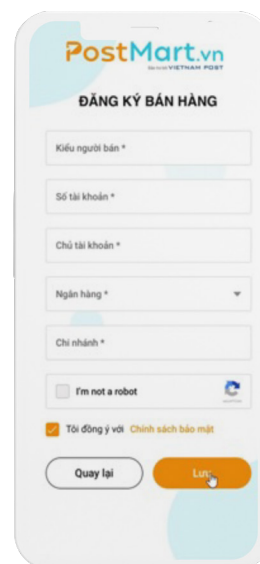 PostMart.vn
VIETNAM POST
ĐĂNG KÝ BÁN HÀNG
Kiểu người bán *
Số tài khoản *
Chủ tài khoản *
Ngân hàng *
Chi nhánh *
I'm not a robot
Tôi đồng ý với Chính sách bảo mật
Quay lại
Lưu